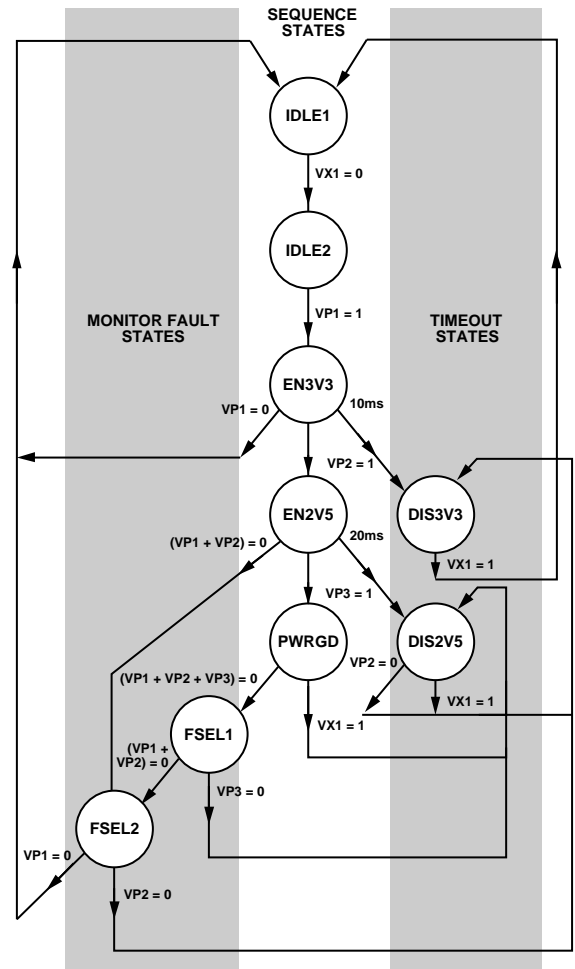 SEQUENCE
STATES
IDLE1
VX1 = 0
IDLE2
VP1 = 1
MONITOR FAULT
STATES
TIMEOUT
STATES
EN3V3
10ms
VP1 = 0
VP2 = 1
EN2V5
DIS3V3
20ms
(VP1 + VP2) = 0
VX1 = 1
VP3 = 1
PWRGD
DIS2V5
VP2 = 0
(VP1 + VP2 + VP3) = 0
VX1 = 1
FSEL1
VX1 = 1
(VP1 +
VP2) = 0
VP3 = 0
FSEL2
VP1 = 0
VP2 = 0